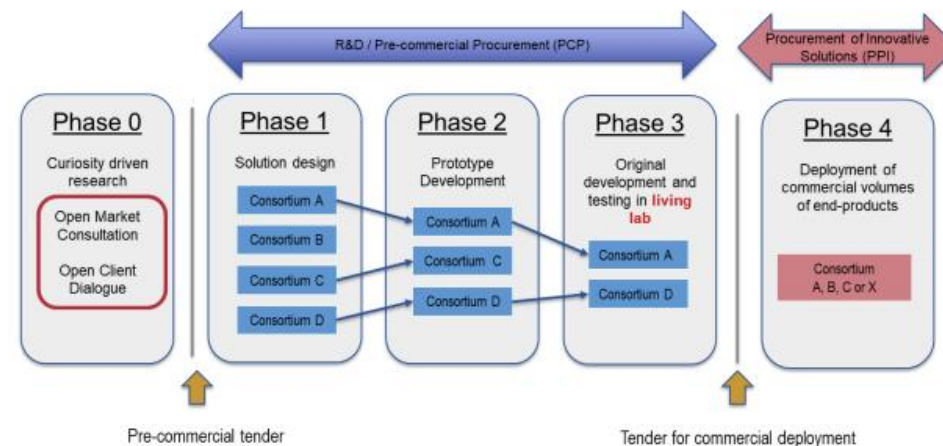 R&D / Pre-commercial Procurement (PCP)
Procurement of Innovative
Solutions (PPI)
Phase 0
Curiosity driven
research
Open Market
Consultation
Open Client
Dialogue
Phase 1
Solution design
Consortium A
Consortium B
Consortium C
Consortium D
Phase 2
Prototype
Development
Consortium A
Consortium C
Consortium D
Phase 3
Original
development and
testing in living
lab
Consortium A
Consortium D
Phase 4
Deployment of
commercial volumes
of end-products
Consortium
A, B, C or X
Pre-commercial tender
Tender for commercial deployment